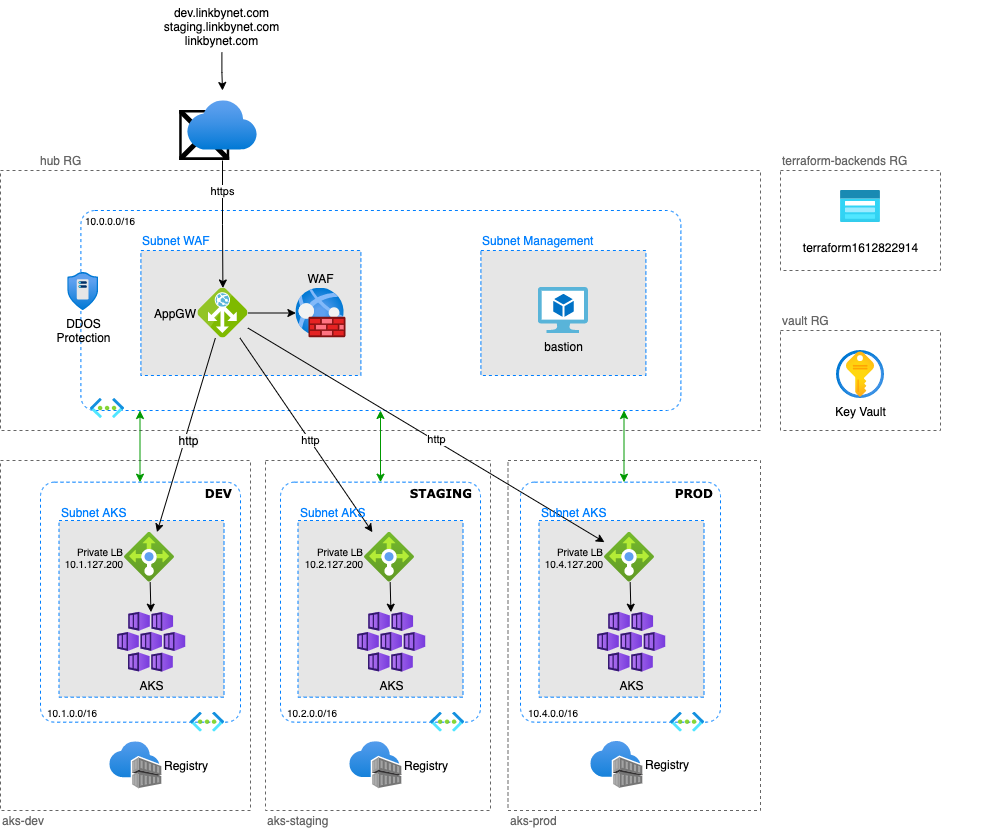 dev.linkbynet.com
staging.linkbynet.com
linkbynet.com
hub RG
terraform-backends RG
https
10.0.0.0/16
Subnet WAF
Subnet Management
terraform1612822914
WAF
AppGW
DDOS
Protection
bastion
vault RG
Key Vault
http
http
http
DEV
STAGING
PROD
Subnet AKS
Subnet AKS
Subnet AKS
Private LB
10.1.127.200
Private LB
10.2.127.200
Private LB
10.4.127.200
AKS
AKS
AKS
10.1.0.0/16
10.2.0.0/16
10.4.0.0/16
Registry
Registry
Registry
aks-dev
aks-staging
aks-prod